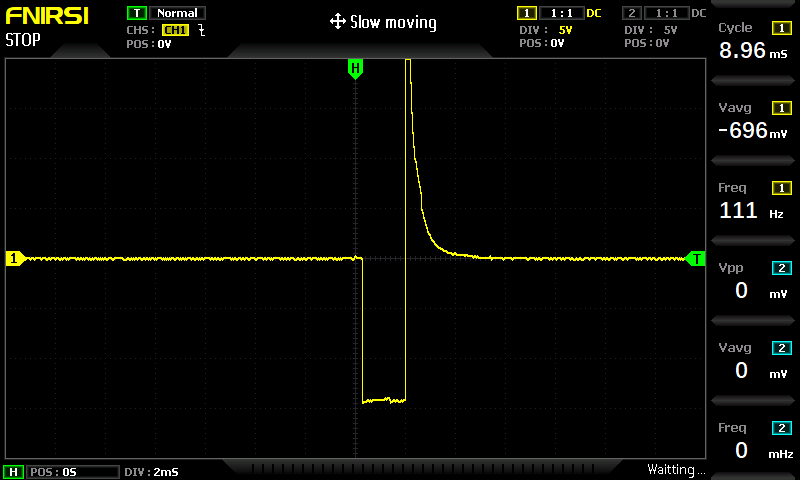 FNIRSI
STOP
T Normal
CHS: CH1
POS: 0V
Slow moving
1 1:1 DC
DIV: 5V
POS: 0V
2 1:1 DC
DIV: 5V
POS: 0V
H
1
T
Cycle 1
8.96 mS
Vavg 1
-696 mV
Freq 1
111 Hz
Vpp 2
0 mV
Vavg 2
0 mV
Freq 2
0 mHz
H POS: 0S DIV: 2mS
Waitting...